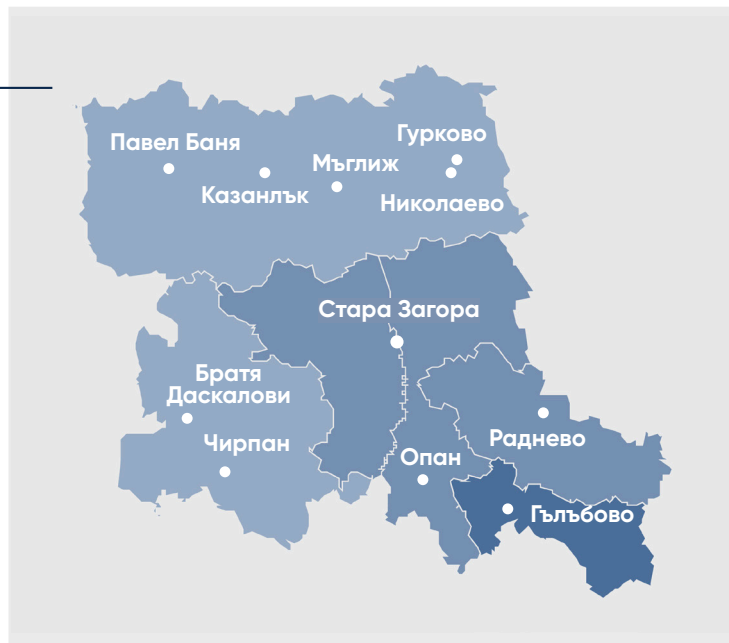 Гурково
Павел Баня
Мъглиж
Казанлък
Николаево
Стара Загора
Братя
Даскалови
Чирпан
Раднево
Опан
Гълъбово